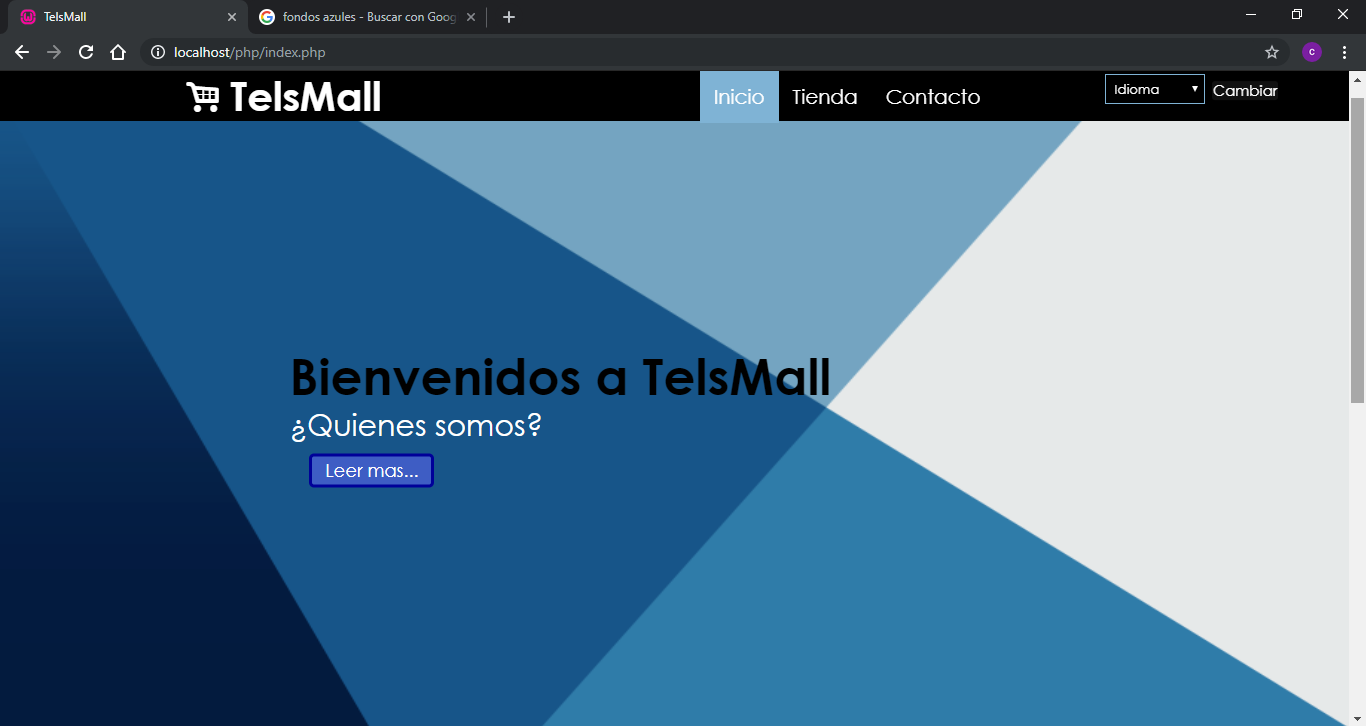 TelsMall
fondos azules - Buscar con Goog
localhost/php/index.php
c
TelsMall
Inicio
Tienda
Contacto
Idioma
Cambiar
Bienvenidos a TelsMall
¿Quienes somos?
Leer mas...